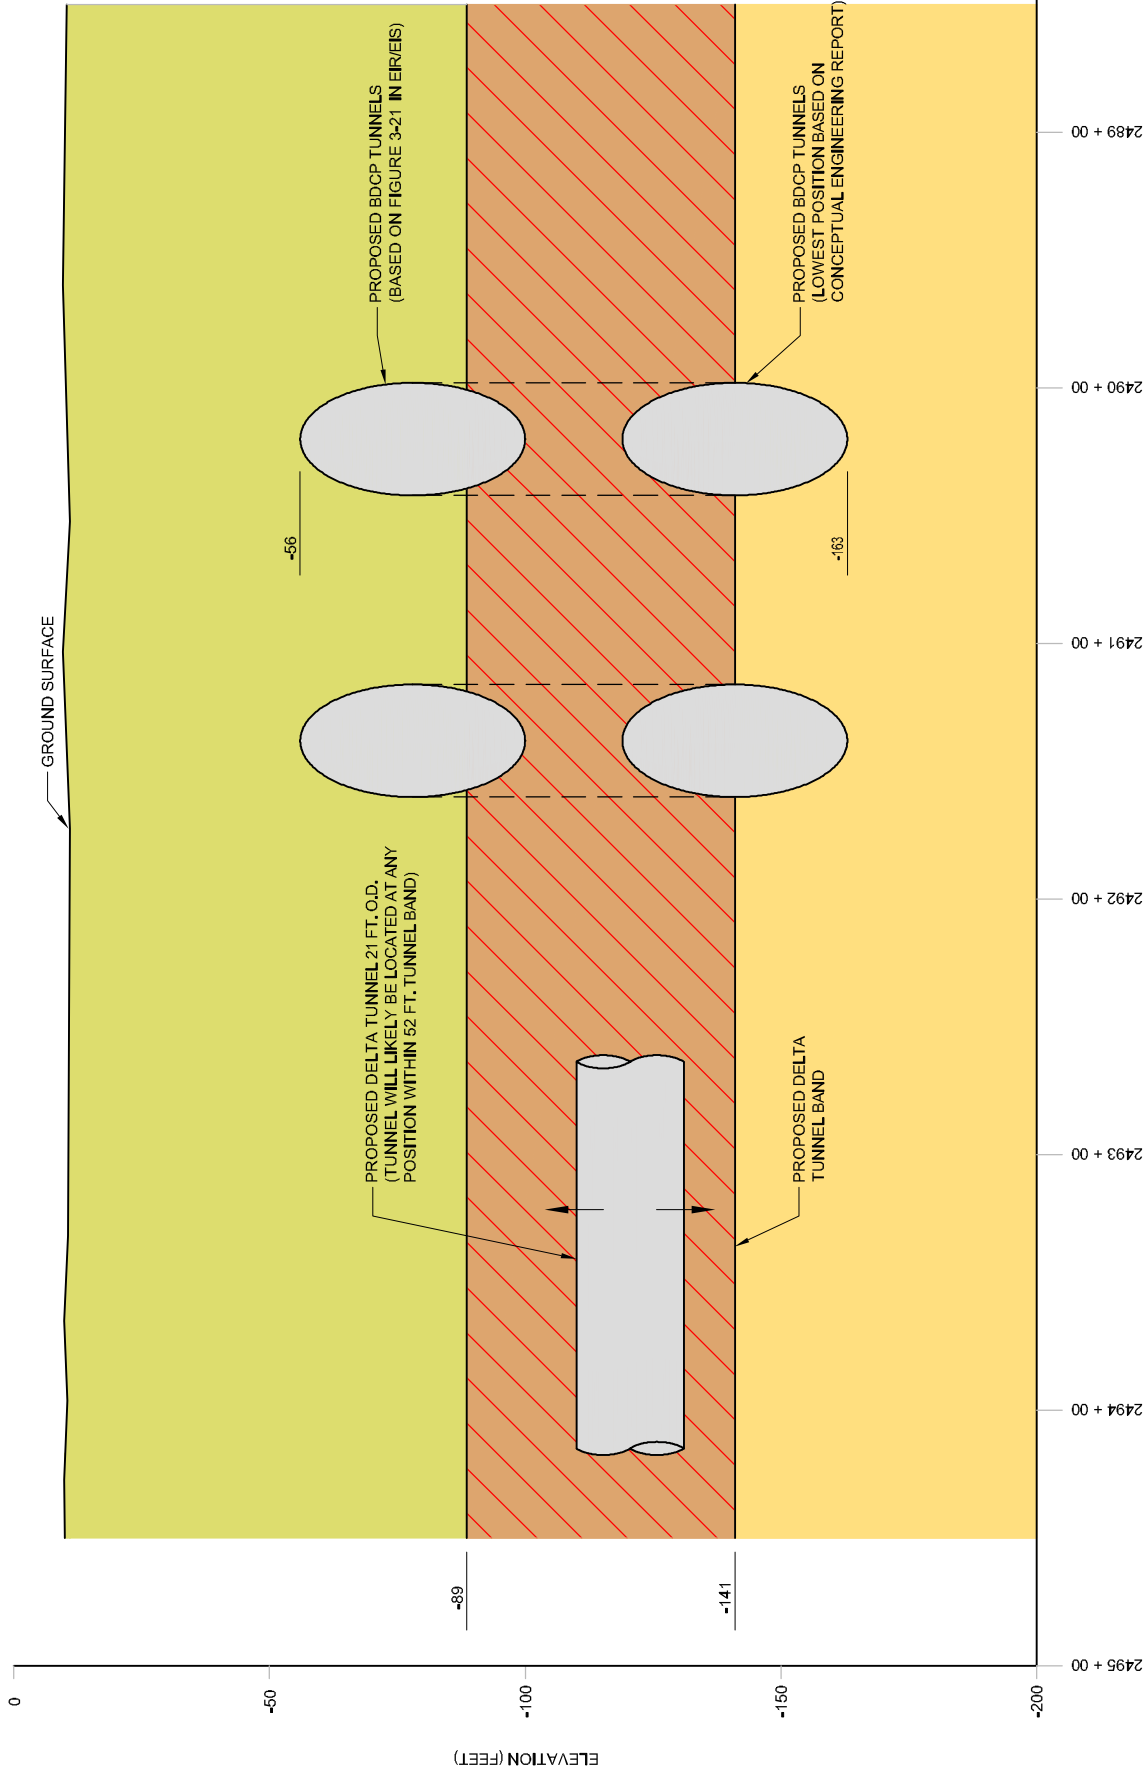 GROUND SURFACE
PROPOSED DELTA TUNNEL 21 FT. O.D.
(TUNNEL WILL LIKELY BE LOCATED AT ANY
POSITION WITHIN 52 FT. TUNNEL BAND)
PROPOSED BDCP TUNNELS
(BASED ON FIGURE 3-21 IN EIR/EIS)
-56
-163
PROPOSED DELTA
TUNNEL BAND
PROPOSED BDCP TUNNELS
(LOWEST POSITION BASED ON
CONCEPTUAL ENGINEERING REPORT)
-89
-141
ELEVATION (FEET)
0
-50
-100
-150
-200
2495 + 00
2494 + 00
2493 + 00
2492 + 00
2491 + 00
2490 + 00
2489 + 00